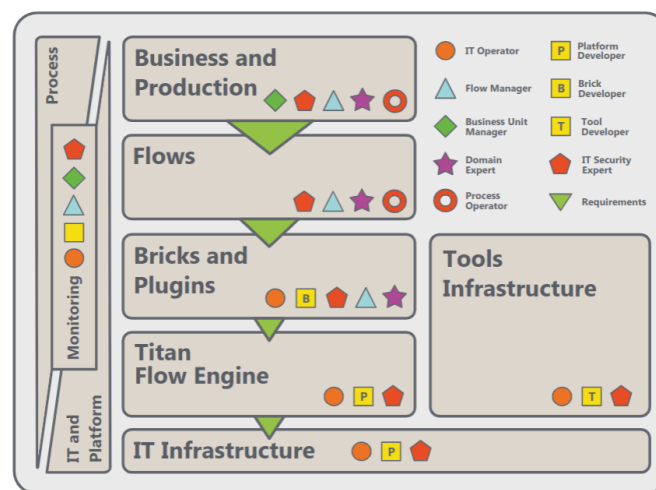 Process
Monitoring
IT and
Platform
Business and
Production
Flows
Bricks and
Plugins
B
Titan
Flow Engine
P
IT Infrastructure
P
Tools
Infrastructure
T
IT Operator
Flow Manager
Business Unit
Manager
Domain
Expert
Process
Operator
P
Platform
Developer
B
Brick
Developer
T
Tool
Developer
IT Security
Expert
Requirements